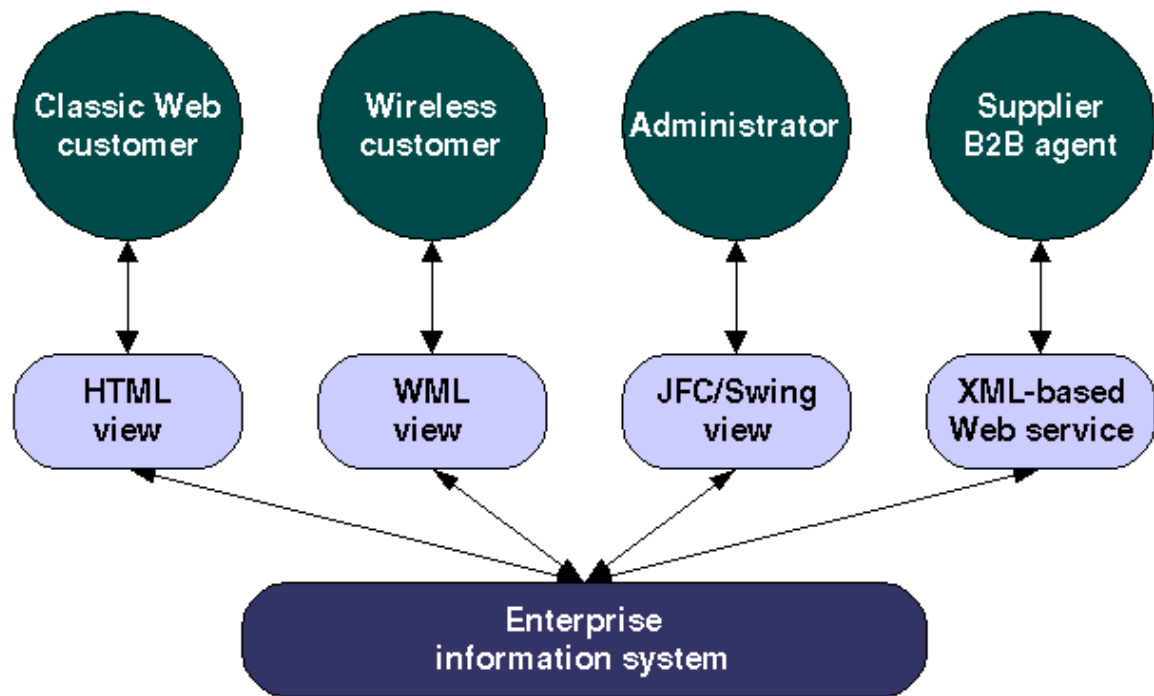 Classic Web
customer
Wireless
customer
Administrator
Supplier
B2B agent
HTML
view
WML
view
JFC/Swing
view
XML-based
Web service
Enterprise
information system